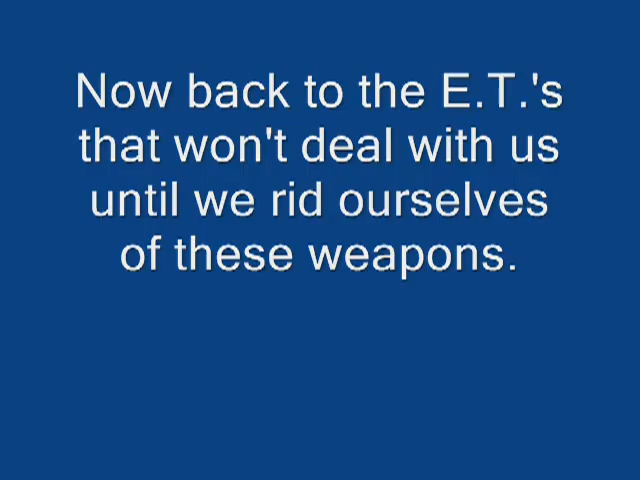 Now back to the E.T.'s
that won't deal with us
until we rid ourselves
of these weapons.